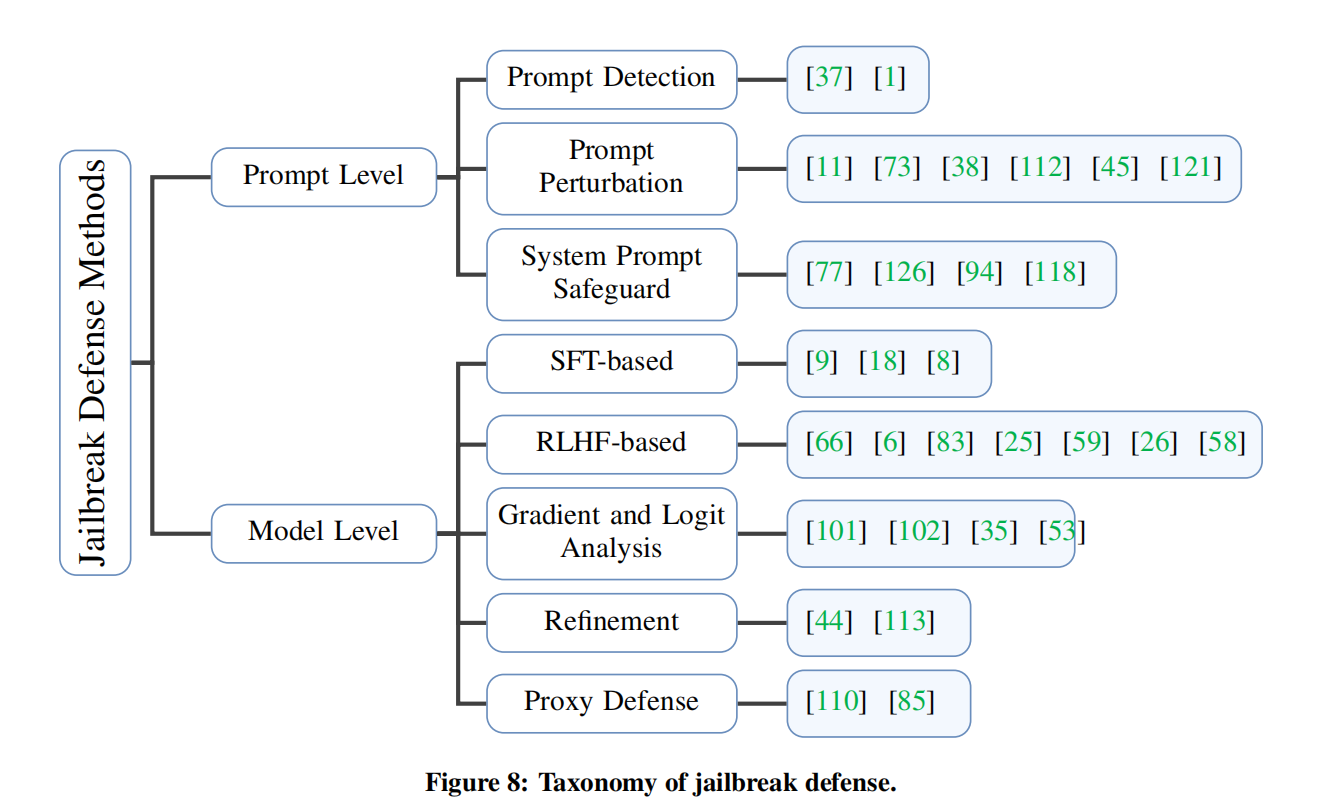 Jailbreak Defense Methods
Prompt Level
Prompt Detection
[37] [1]
Prompt
Perturbation
[11] [73] [38] [112] [45] [121]
System Prompt
Safeguard
[77] [126] [94] [118]
Model Level
SFT-based
[9] [18] [8]
RLHF-based
[66] [6] [83] [25] [59] [26] [58]
Gradient and Logit
Analysis
[101] [102] [35] [53]
Refinement
[44] [113]
Proxy Defense
[110] [85]
Figure 8: Taxonomy of jailbreak defense.